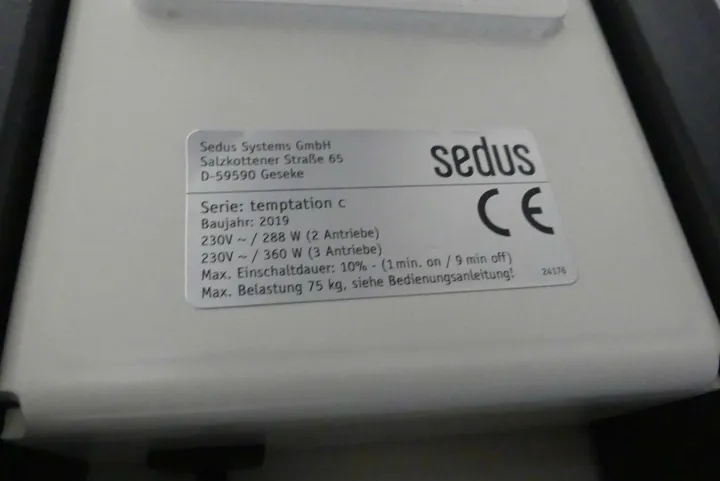 Sedus Systems GmbH
Salzkottener Straße 65
D-59590 Geseke
sedus
Serie: temptation c
Baujahr: 2019
230V ~ / 288 W (2 Antriebe)
230V ~ / 360 W (3 Antriebe)
Max. Einschaltdauer: 10% - (1min. on / 9 min off)
Max. Belastung 75 kg, siehe Bedienungsanleitung!
CE
24176